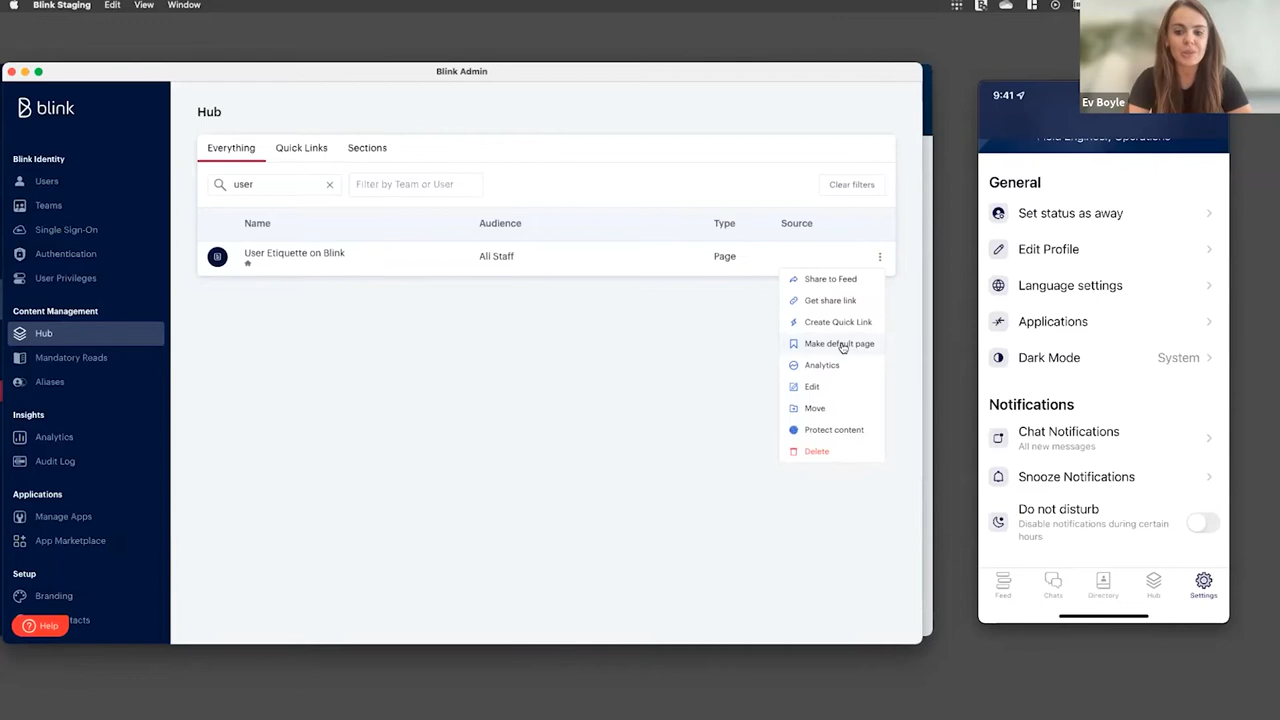 Blink Staging Edit View Window
Ev Boyle
Blink Admin
blink
Blink Identity
Users
Teams
Single Sign-On
Authentication
User Privileges
Content Management
Hub
Mandatory Reads
Aliases
Insights
Analytics
Audit Log
Applications
Manage Apps
App Marketplace
Setup
Branding
tacts
Help
Hub
Everything Quick Links Sections
user Filter by Team or User Clear filters
Name Audience Type Source
User Etiquette on Blink All Staff Page
Share to Feed
Get share link
Create Quick Link
Make default page
Analytics
Edit
Move
Protect content
Delete
9:41
General
Set status as away
Edit Profile
Language settings
Applications
Dark Mode System
Notifications
Chat Notifications
All new messages
Snooze Notifications
Do not disturb
Disable notifications during certain
hours
Feed Chats Directory Hub Settings